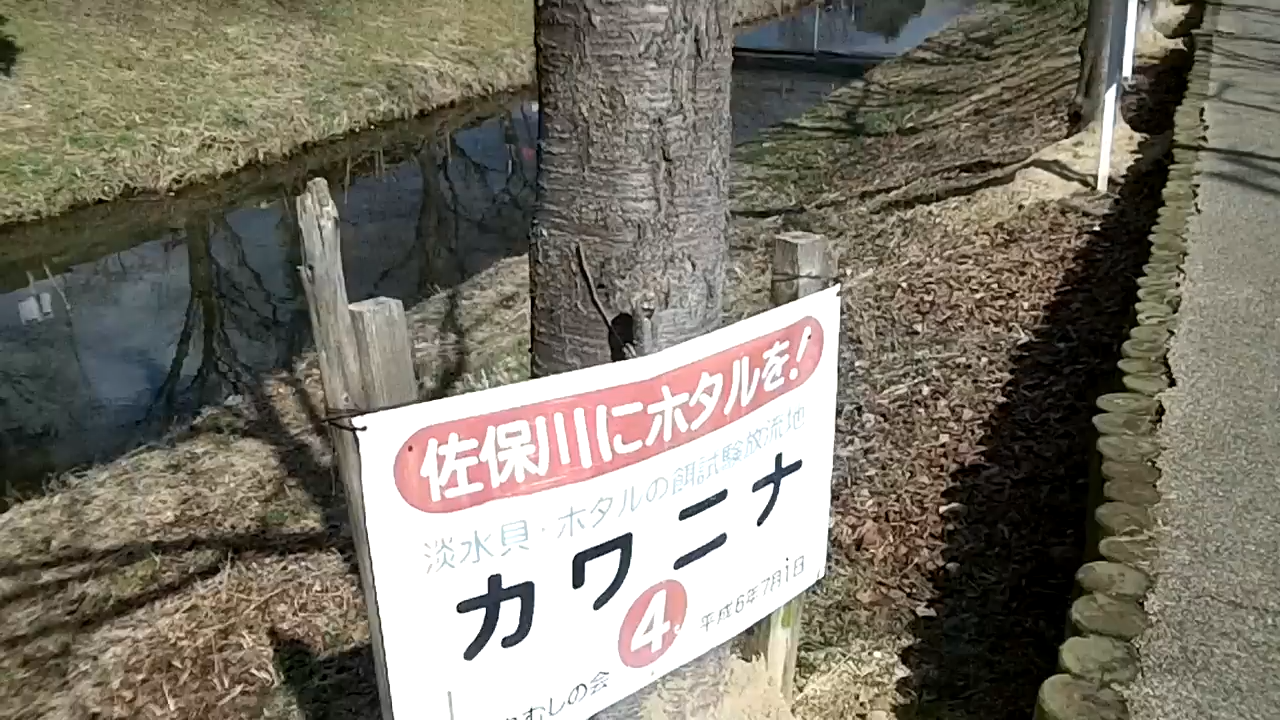 佐保川にホタルを!
淡水貝・ホタルの餌試験放流地
カワニナ
4
平成6年7月1日
むしの会